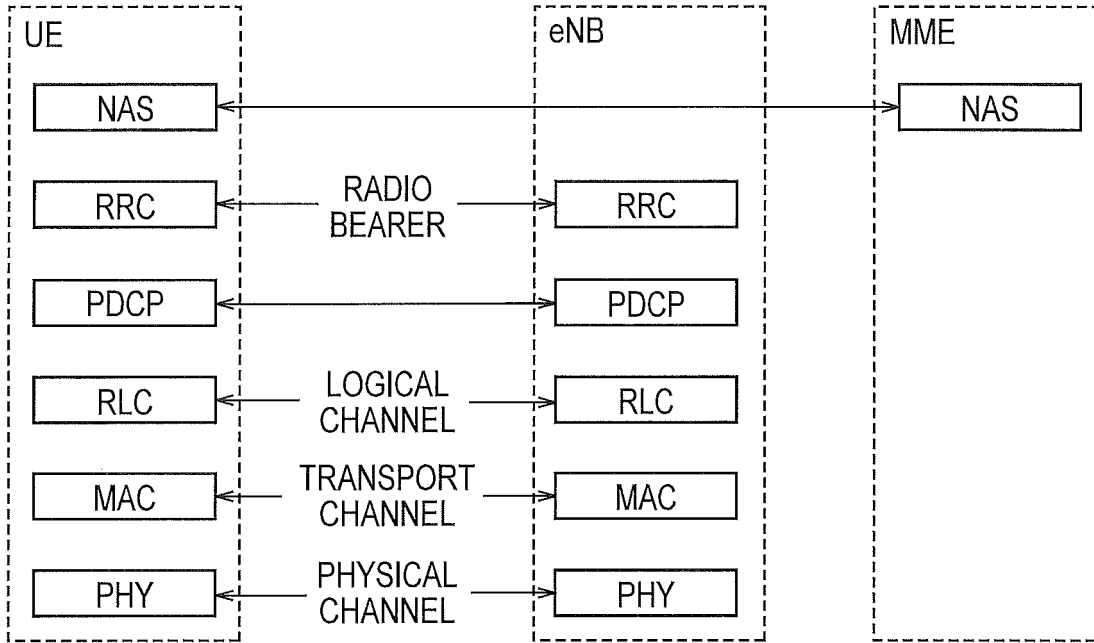 UE
eNB
MME
NAS
NAS
RRC
RADIO
BEARER
RRC
PDCP
PDCP
RLC
LOGICAL
CHANNEL
RLC
MAC
TRANSPORT
CHANNEL
MAC
PHY
PHYSICAL
CHANNEL
PHY